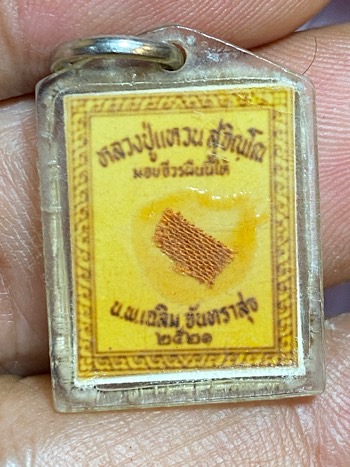 หลวงปู่แหวน สุจิณฺโณ
มอบจีวรผืนนี้ให้
น.พ.เฉลิม จันทราสุข
๒๕๒๑